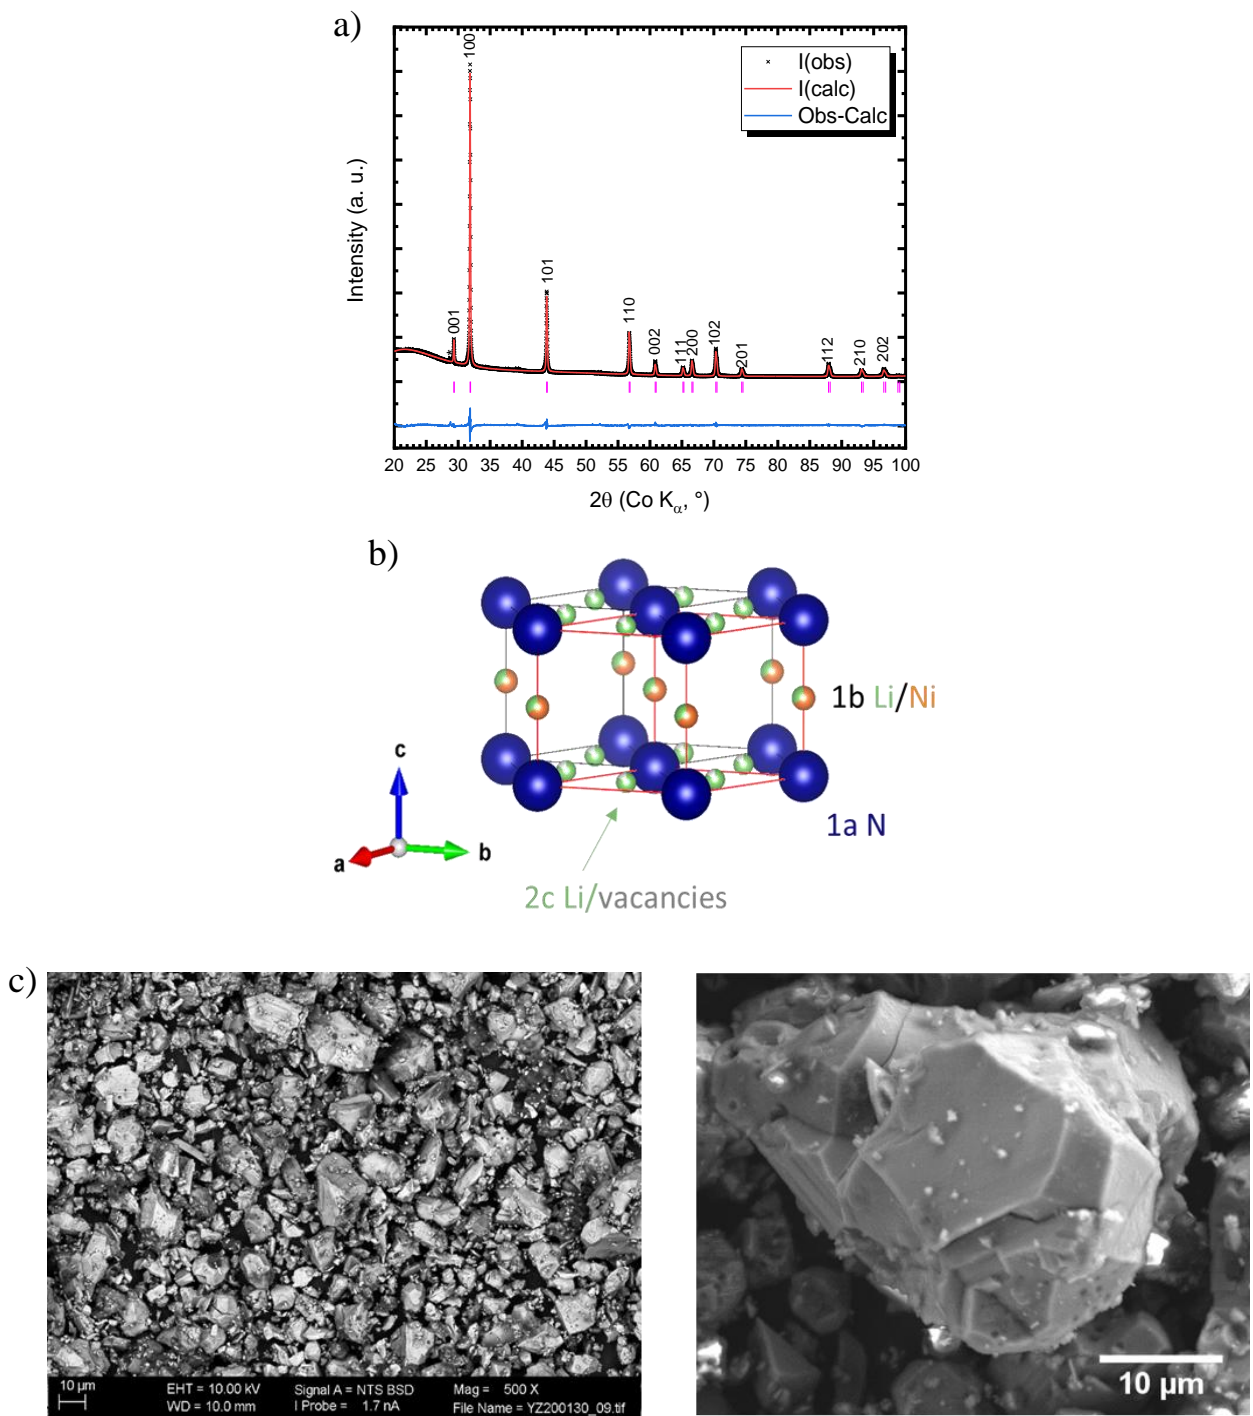 a)
100
I(obs)
I(calc)
Obs-Calc
Intensity (a. u.)
001
101
110
002
111
200
102
201
112
210
202
*
20 25 30 35 40 45 50 55 60 65 70 75 80 85 90 95 100
2θ (Co Kα, °)
b)
1b Li/Ni
c
a
b
1a N
2c Li/vacancies
c)
10 µm
EHT = 10.00 kV Signal A = NTS BSD Mag = 500 X
WD = 10.0 mm I Probe = 1.7 nA File Name = YZ200130_09.tif
10 µm